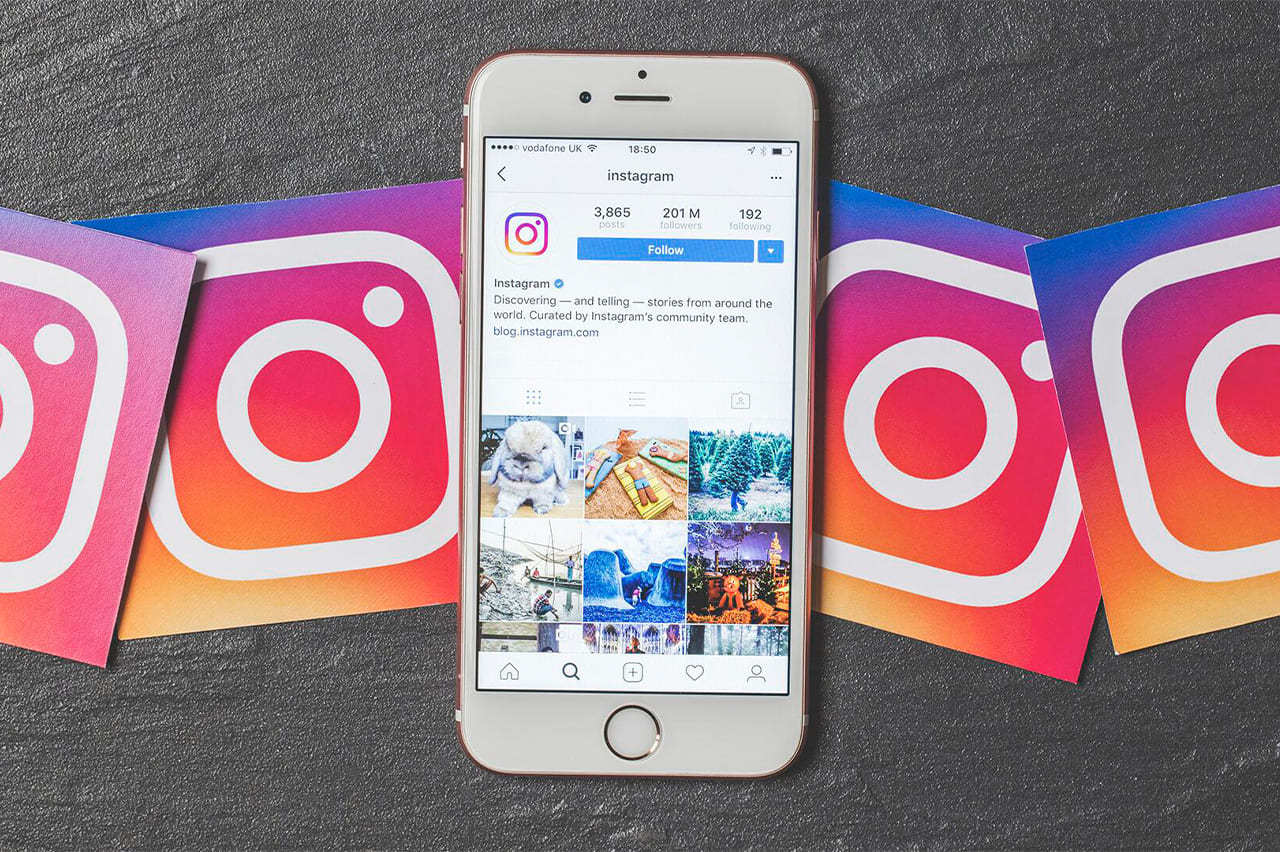 vodafone UK 18:50
instagram
3,865 201 M 192
posts followers following
Follow
Instagram
Discovering — and telling — stories from around the
world. Curated by Instagram's community team.
blog.instagram.com